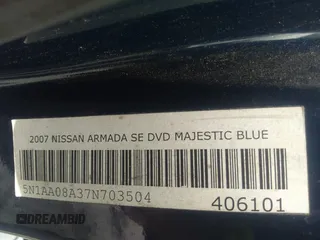 2007 NISSAN ARMADA SE DVD MAJESTIC BLUE
5N1AA08A37N703504
406101
DREAMBID